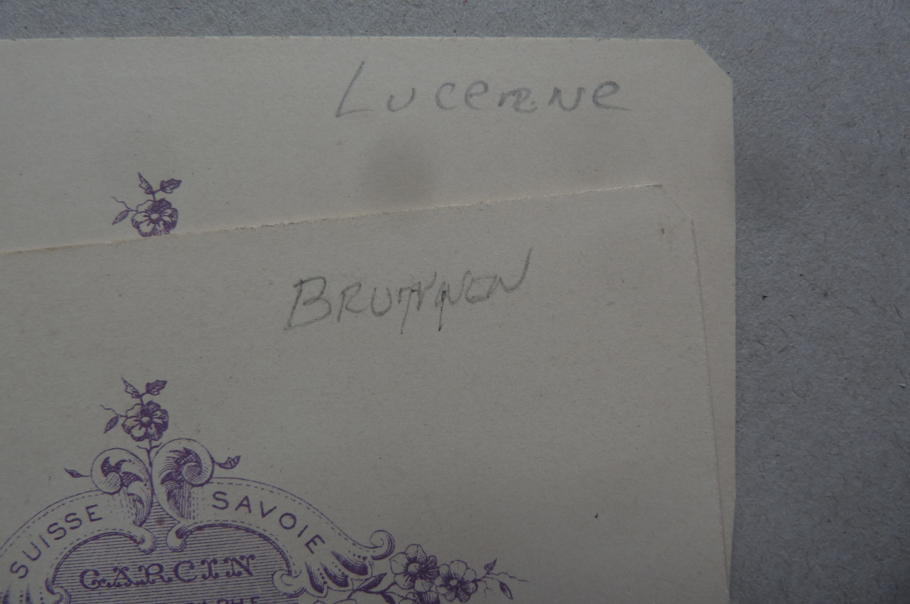 Lucerne
BRUNNEN
SUISSE SAVOIE
GARCIN